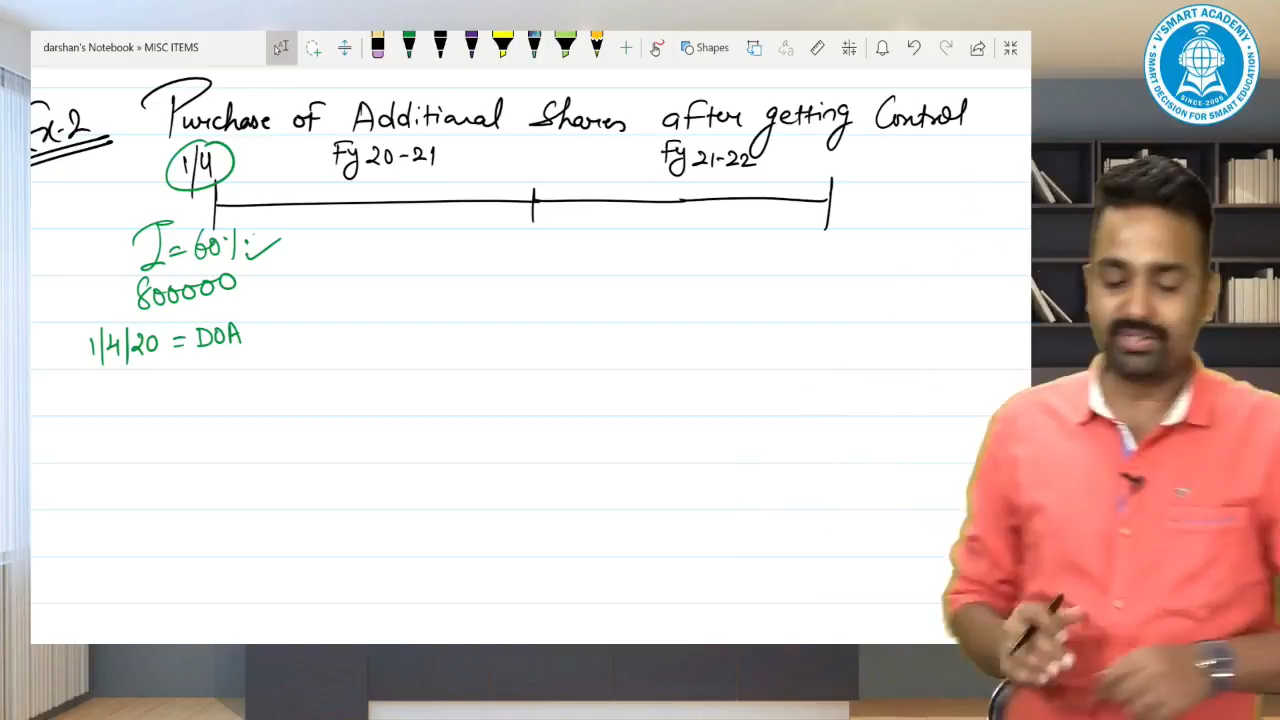 darshan's Notebook » MISC ITEMS
Shapes
V'SMART ACADEMY
SINCE-2005
SMART DECISION FOR SMART EDUCATION
Ex-2 Purchase of Additional Shares after getting Control
1/4 Fy 20-21 Fy 21-22
I = 60%
800000
1/4/20 = DOA